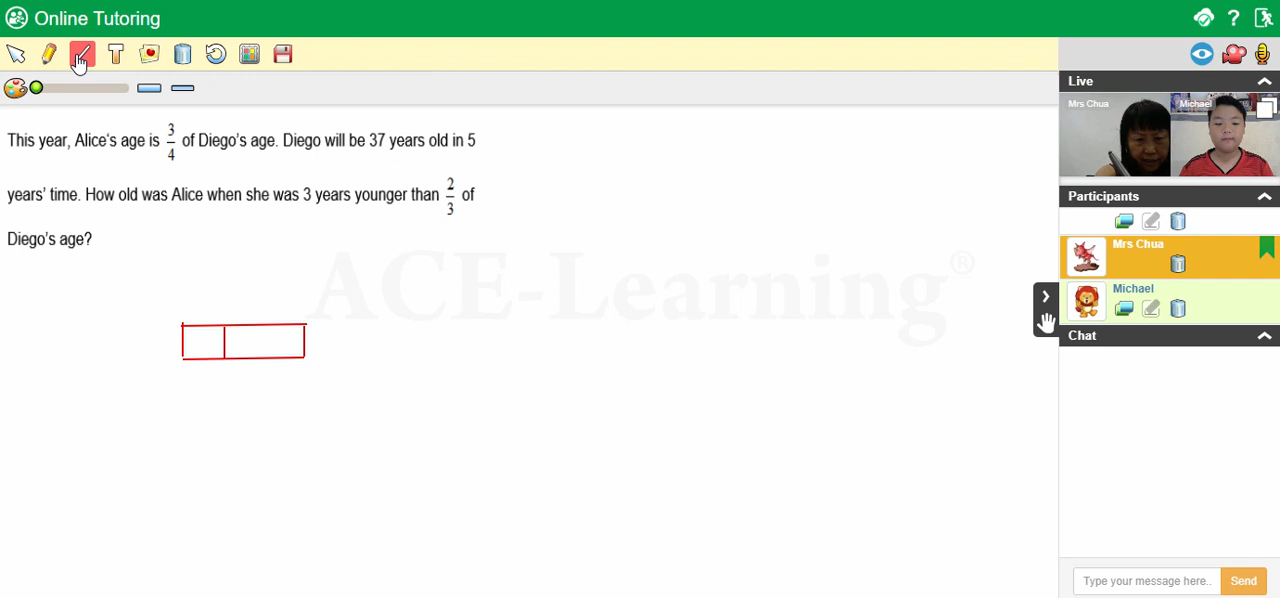 Online Tutoring
?
Live
Mrs Chua
Michael
This year, Alice's age is 3/4 of Diego's age. Diego will be 37 years old in 5
years' time. How old was Alice when she was 3 years younger than 2/3 of
Diego's age?
ACE-Learning®
Participants
Mrs Chua
Michael
Chat
Type your message here..
Send